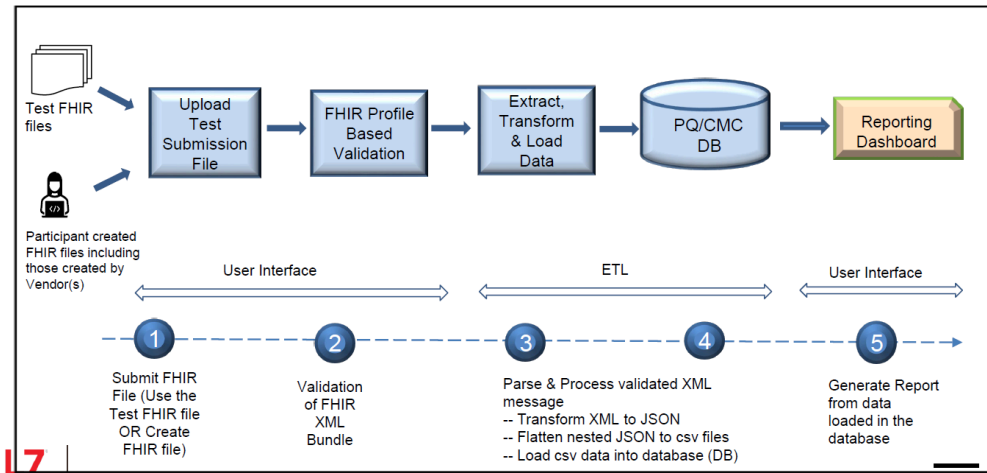 Test FHIR
files
Upload
Test
Submission
File
FHIR Profile
Based
Validation
Extract,
Transform
& Load
Data
PQ/CMC
DB
Reporting
Dashboard
Participant created
FHIR files including
those created by
Vendor(s)
User Interface
ETL
User Interface
1
2
3
4
5
Submit FHIR
File (Use the
Test FHIR file
OR Create
FHIR file)
Validation
of FHIR
XML
Bundle
Parse & Process validated XML
message
-- Transform XML to JSON
-- Flatten nested JSON to csv files
-- Load csv data into database (DB)
Generate Report
from data
loaded in the
database
L7